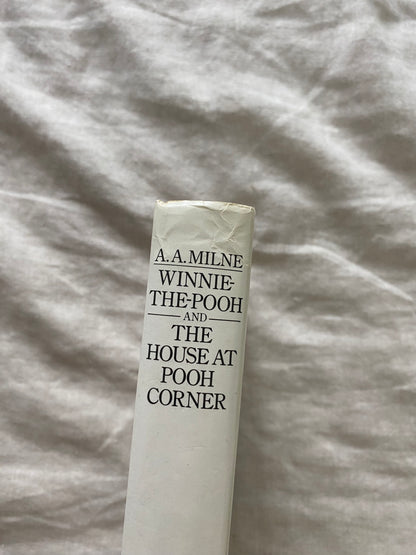 A. A. MILNE
WINNIE-
THE-POOH
AND
THE
HOUSE AT
POOH
CORNER